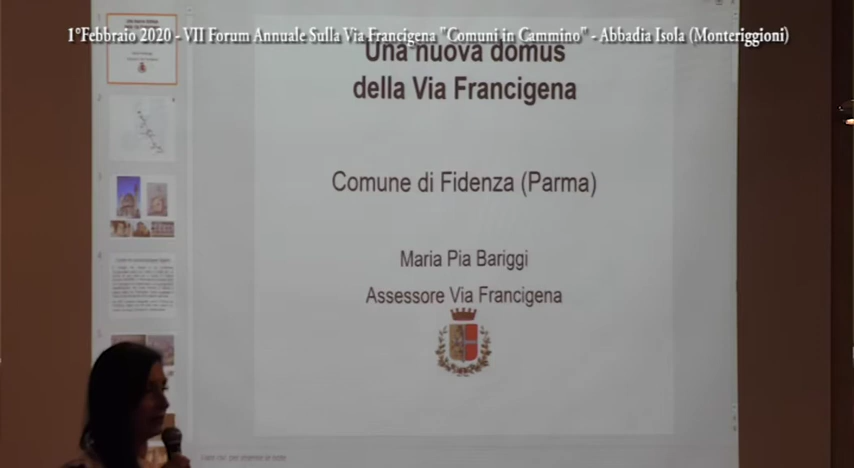 1°Febbraio 2020 - VII Forum Annuale Sulla Via Francigena "Comuni in Cammino" - Abbadia Isola (Monteriggioni)
Una nuova domus
della Via Francigena
Comune di Fidenza (Parma)
Maria Pia Bariggi
Assessore Via Francigena